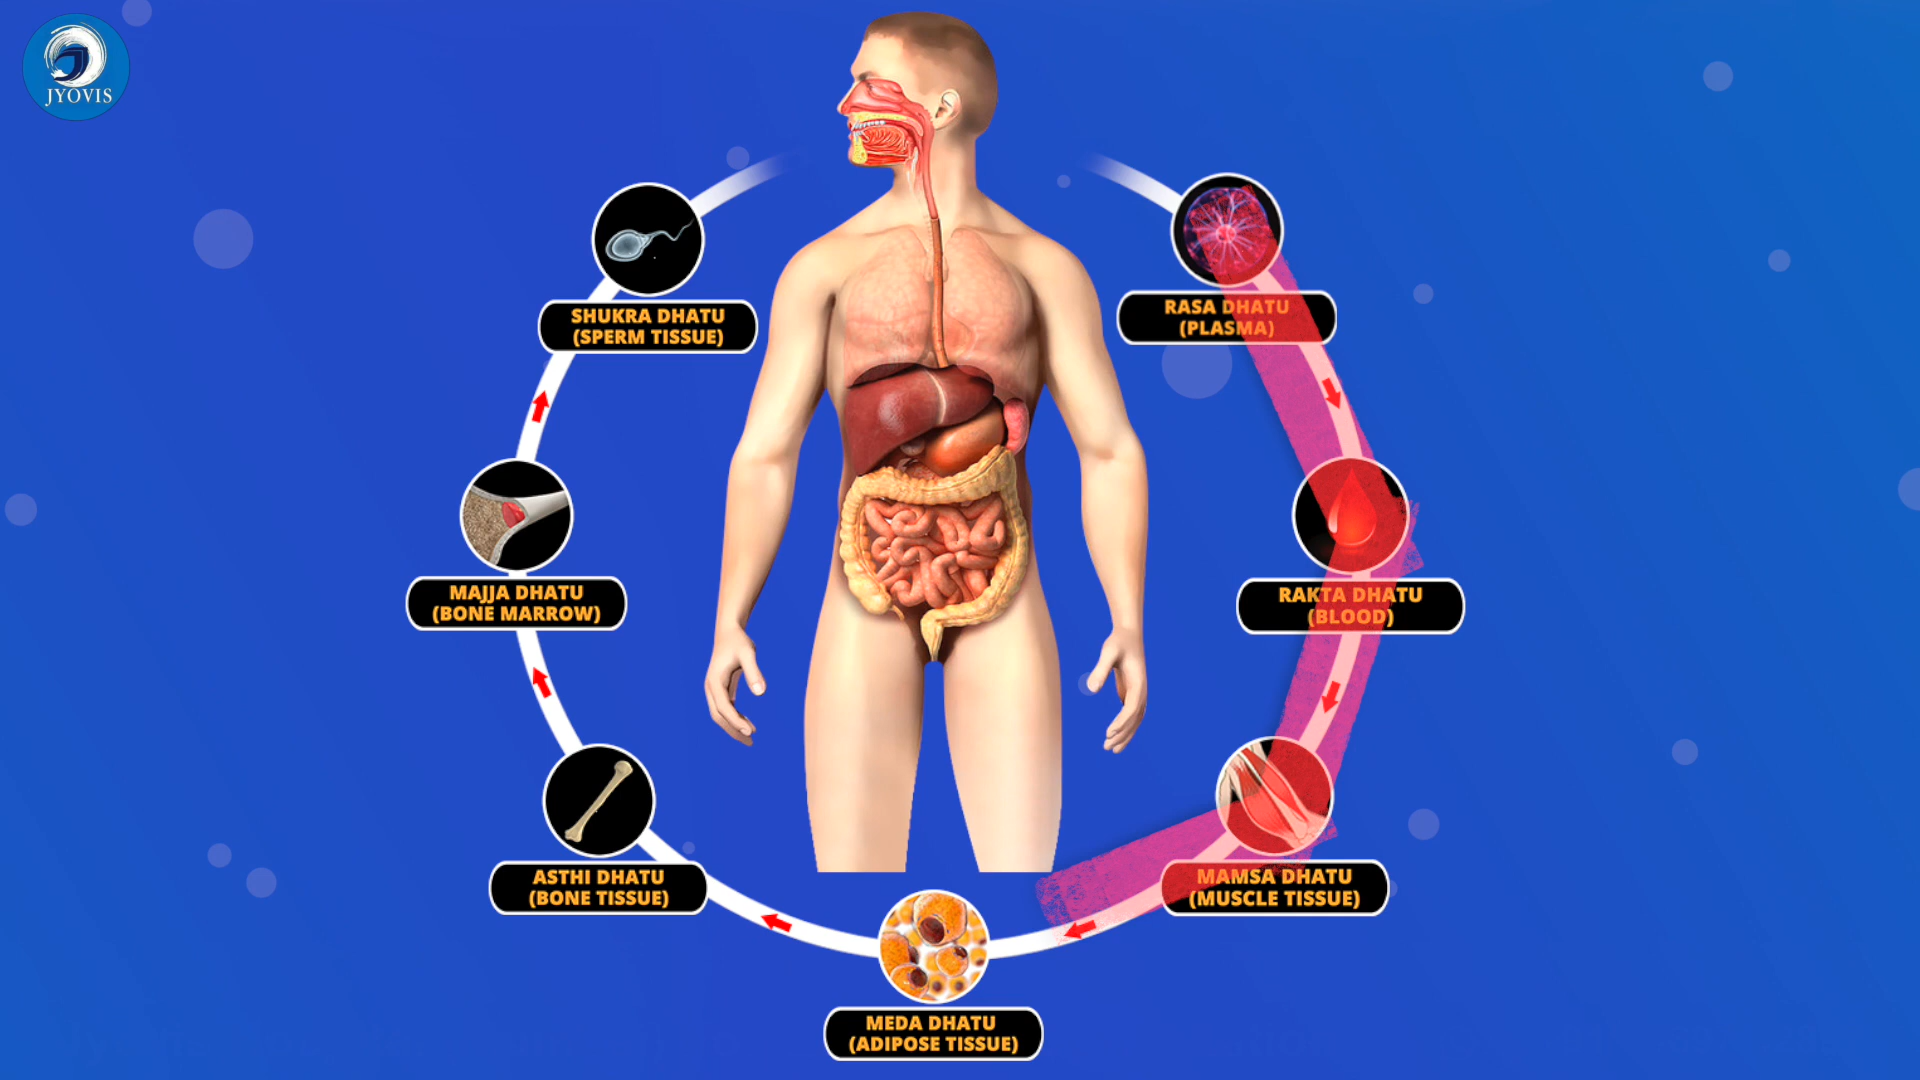 JYOVIS
SHUKRA DHATU
(SPERM TISSUE)
RASA DHATU
(PLASMA)
MAJJA DHATU
(BONE MARROW)
RAKTA DHATU
(BLOOD)
ASTHI DHATU
(BONE TISSUE)
MAMSA DHATU
(MUSCLE TISSUE)
MEDA DHATU
(ADIPOSE TISSUE)